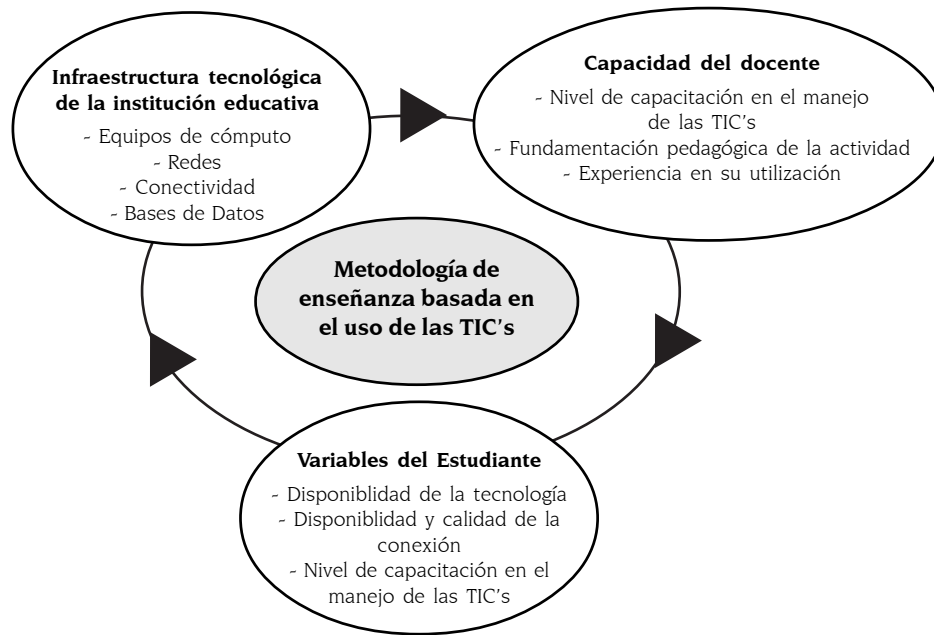 Infraestructura tecnológica
de la institución educativa
- Equipos de cómputo
- Redes
- Conectividad
- Bases de Datos
Capacidad del docente
- Nivel de capacitación en el manejo
de las TIC's
- Fundamentación pedagógica de la actividad
- Experiencia en su utilización
Metodología de
enseñanza basada en
el uso de las TIC's
Variables del Estudiante
- Disponiblidad de la tecnología
- Disponiblidad y calidad de la
conexión
- Nivel de capacitación en el
manejo de las TIC's